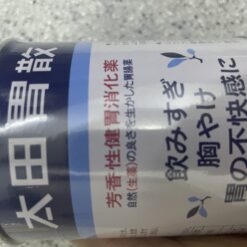 太田胃散
芳香性健胃消化薬
自然(生薬)の良さを生かした胃腸薬
飲みすぎ
胸やけ
胃の不快感に